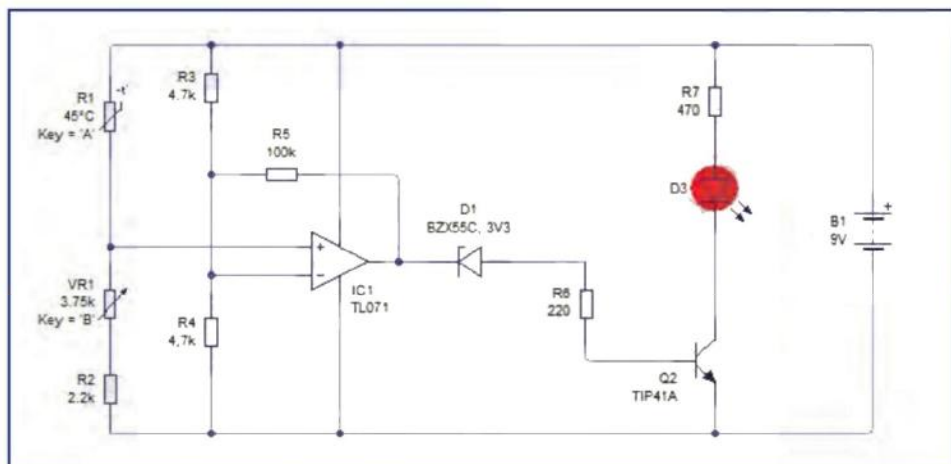 R1
45°C
Key = 'A'
-t°
R3
4.7k
R5
100k
R7
470
D3
B1
9V
+
D1
BZX55C, 3V3
VR1
3.75k
Key = 'B'
+
−
IC1
TL071
R6
220
R4
4.7k
R2
2.2k
Q2
TIP41A